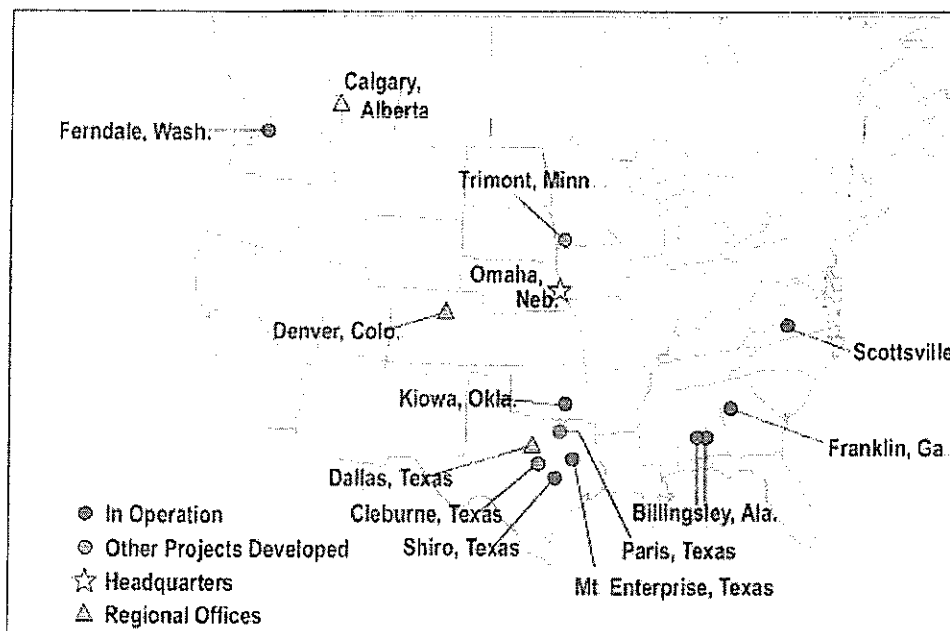 Calgary,
Alberta
Ferndale, Wash.
Trimont, Minn
Omaha,
Neb.
Denver, Colo.
Scottsville
Kiowa, Okla.
Franklin, Ga
Dallas, Texas
Cleburne, Texas
Billingsley, Ala.
Shiro, Texas
Paris, Texas
Mt Enterprise, Texas
In Operation
Other Projects Developed
Headquarters
Regional Offices